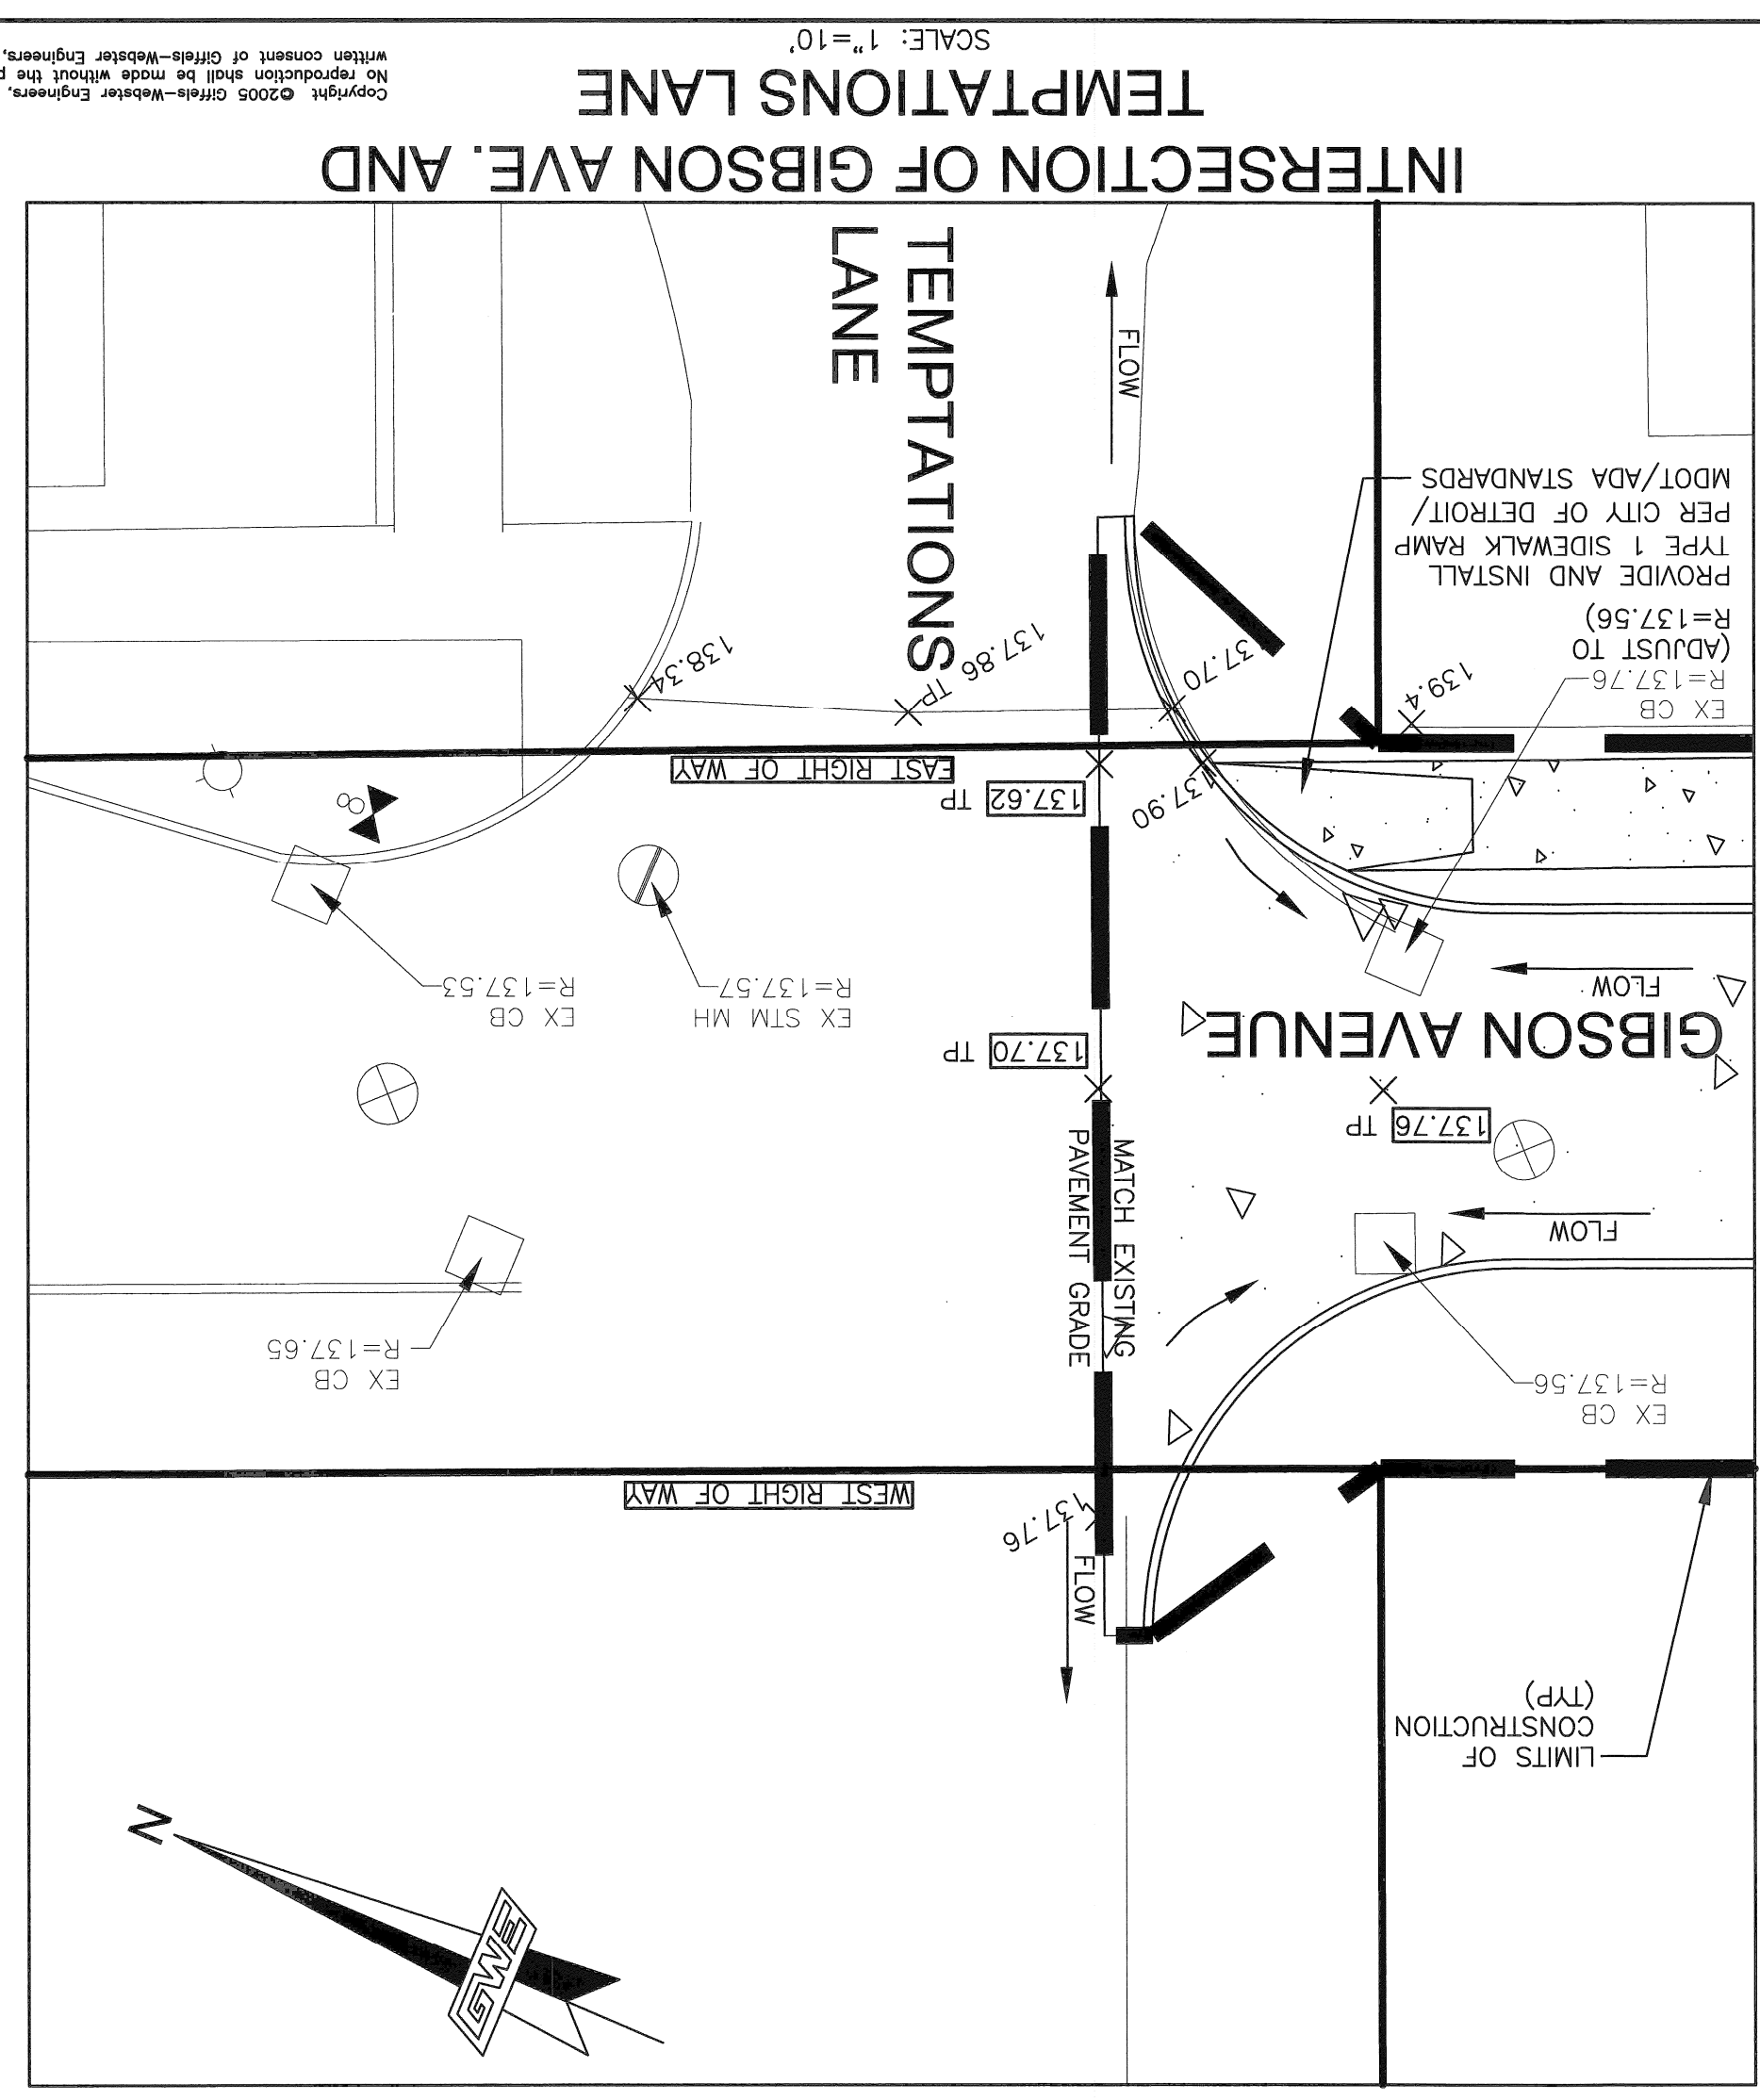 N
GWE
LIMITS OF
CONSTRUCTION
(TYP)
FLOW
137.76
WEST RIGHT OF WAY
EX CB
R=137.56
EX CB
R=137.65
MATCH EXISTING
PAVEMENT GRADE
FLOW
137.76 TP
137.70 TP
GIBSON AVENUE
FLOW
EX STM MH
R=137.57
EX CB
R=137.53
137.90
137.62 TP
EAST RIGHT OF WAY
8
EX CB
R=137.76
(ADJUST TO
R=137.56)
139.4
PROVIDE AND INSTALL
TYPE 1 SIDEWALK RAMP
PER CITY OF DETROIT/
MDOT/ADA STANDARDS
137.70
TP 137.86
138.34
FLOW
TEMPTATIONS
LANE
INTERSECTION OF GIBSON AVE. AND
TEMPTATIONS LANE
SCALE: 1"=10'
Copyright ©2005 Giffels-Webster Engineers,
No reproduction shall be made without the p
written consent of Giffels-Webster Engineers,